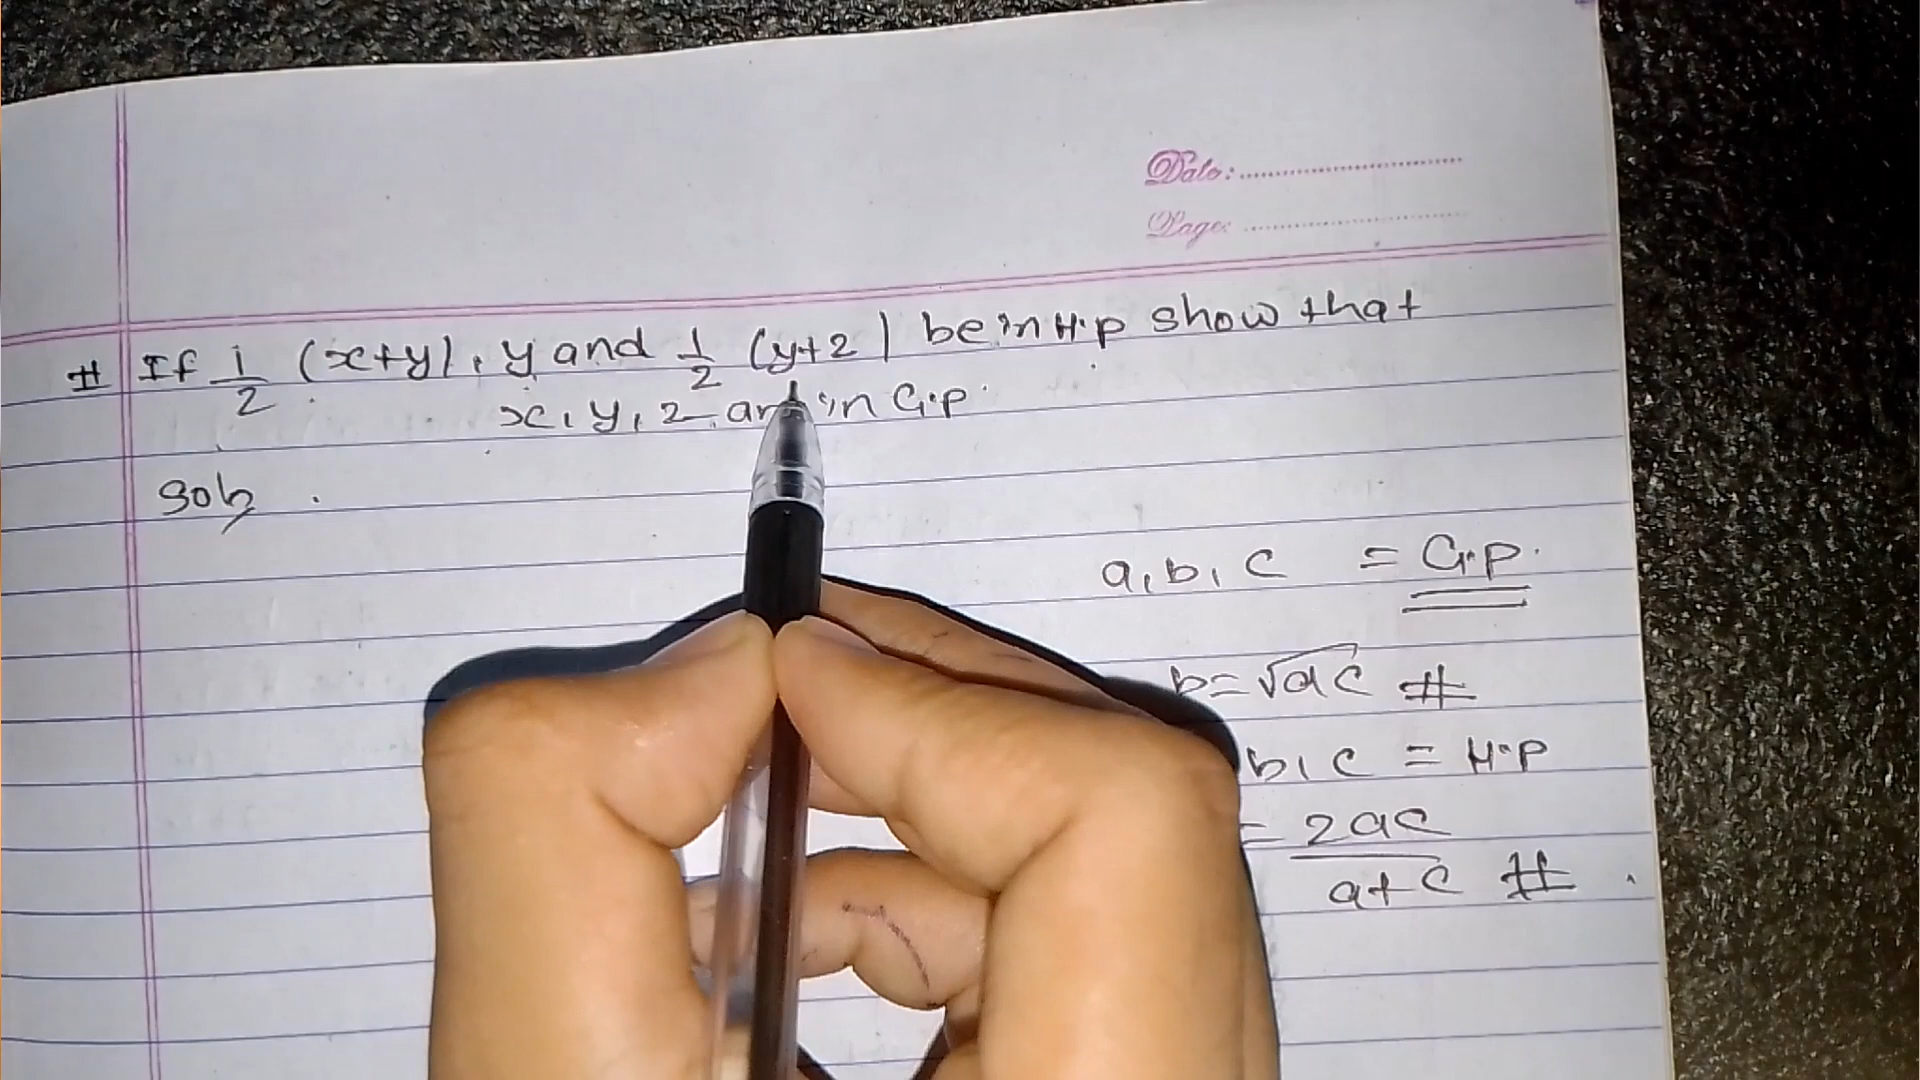 Date:
Page:
# If 1/2 (x+y), y and 1/2 (y+z) be in H.p show that
x, y, z are in G.p.
Soln .
a, b, c = G.p.
b=√ac #
b, c = H.p
= 2ac/a+c #